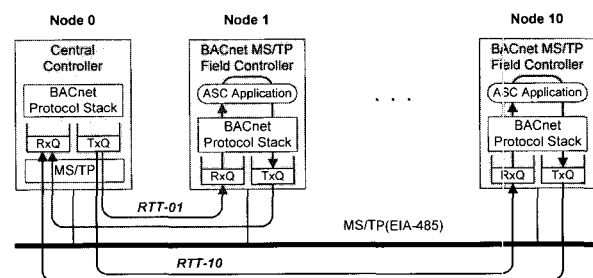 Node 0
Central
Controller
BACnet
Protocol Stack
RxQ
TxQ
MS/TP
Node 1
BACnet MS/TP
Field Controller
ASC Application
BACnet
Protocol Stack
RxQ
TxQ
. . .
Node 10
BACnet MS/TP
Field Controller
ASC Application
BACnet
Protocol Stack
RxQ
TxQ
RTT-01
MS/TP(EIA-485)
RTT-10